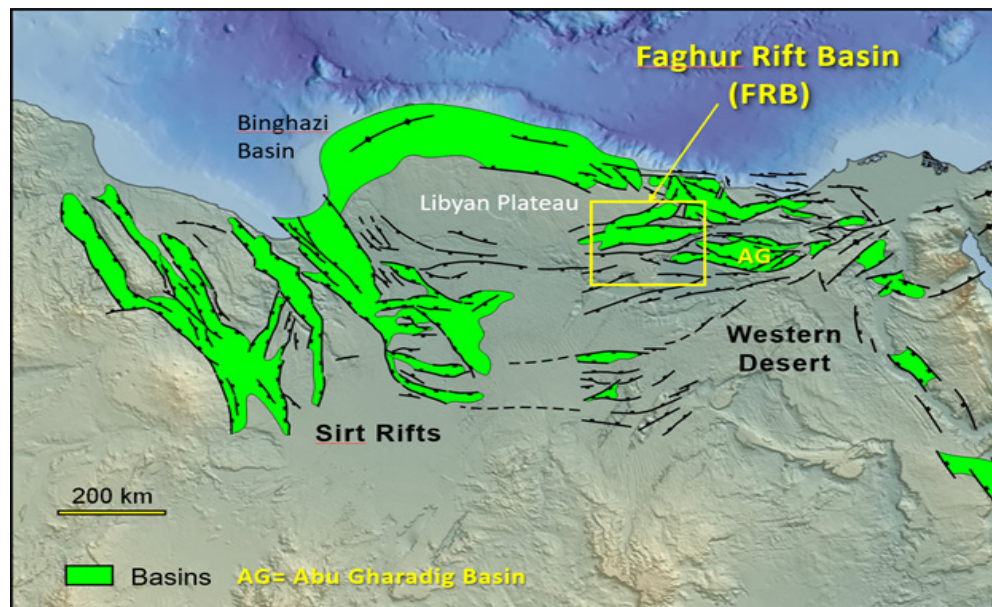 Faghur Rift Basin
(FRB)
Binghazi
Basin
Libyan Plateau
AG
Western
Desert
Sirt Rifts
200 km
Basins AG= Abu Gharadig Basin